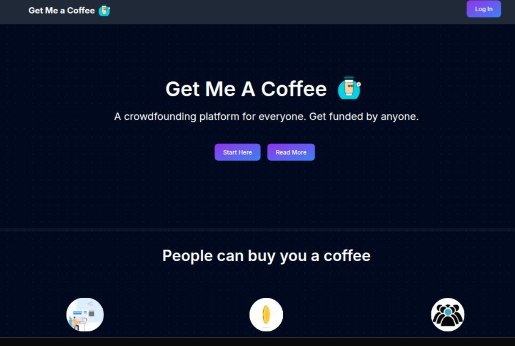 Get Me a Coffee
Log In
Get Me A Coffee
A crowdfounding platform for everyone. Get funded by anyone.
Start Here
Read More
People can buy you a coffee